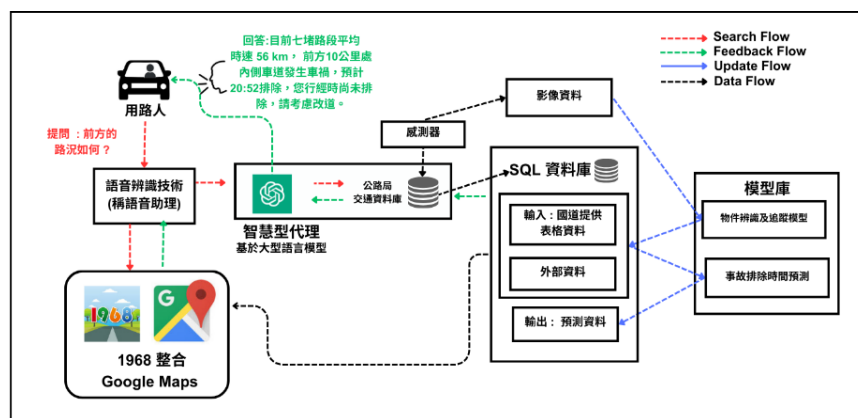 回答:目前七堵路段平均
時速 56 km， 前方10公里處
內側車道發生車禍，預計
20:52排除，您行經時尚未排
除，請考慮改道。
Search Flow
Feedback Flow
Update Flow
Data Flow
用路人
提問 ：前方的
路況如何 ?
語音辨識技術
(稱語音助理)
感測器
影像資料
公路局
交通資料庫
智慧型代理
基於大型語言模型
SQL 資料庫
輸入：國道提供
表格資料
外部資料
輸出： 預測資料
模型庫
物件辨識及追蹤模型
事故排除時間預測
1968
G
1968 整合
Google Maps